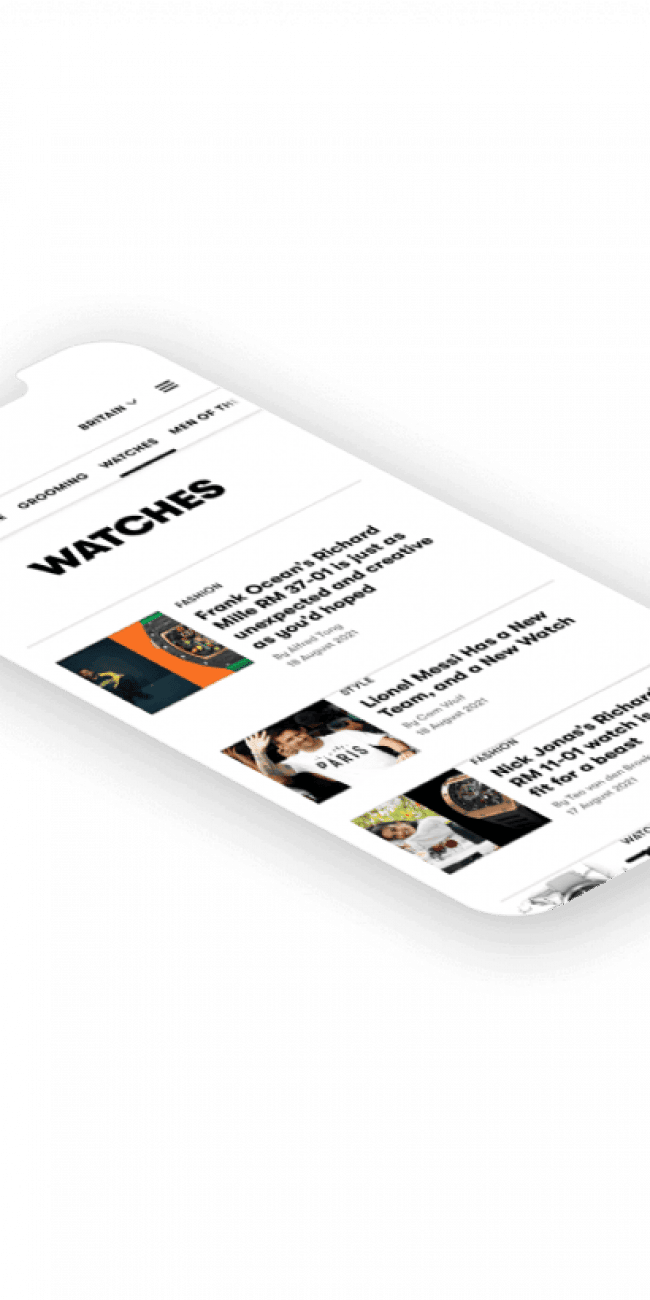 BRITAIN
GROOMING
WATCHES
MEN OF TH
WATCHES
FASHION
Frank Ocean's Richard
Mille RM 37-01 is just as
unexpected and creative
as you'd hoped
By Alfred Tong
18 August 2021
STYLE
Lionel Messi Has a New
Team, and a New Watch
By Cam Wolf
18 August 2021
PARIS
FASHION
Nick Jonas's Richard
RM 11-01 watch is
fit for a beast
By Teo van den Broek
17 August 2021
WATC